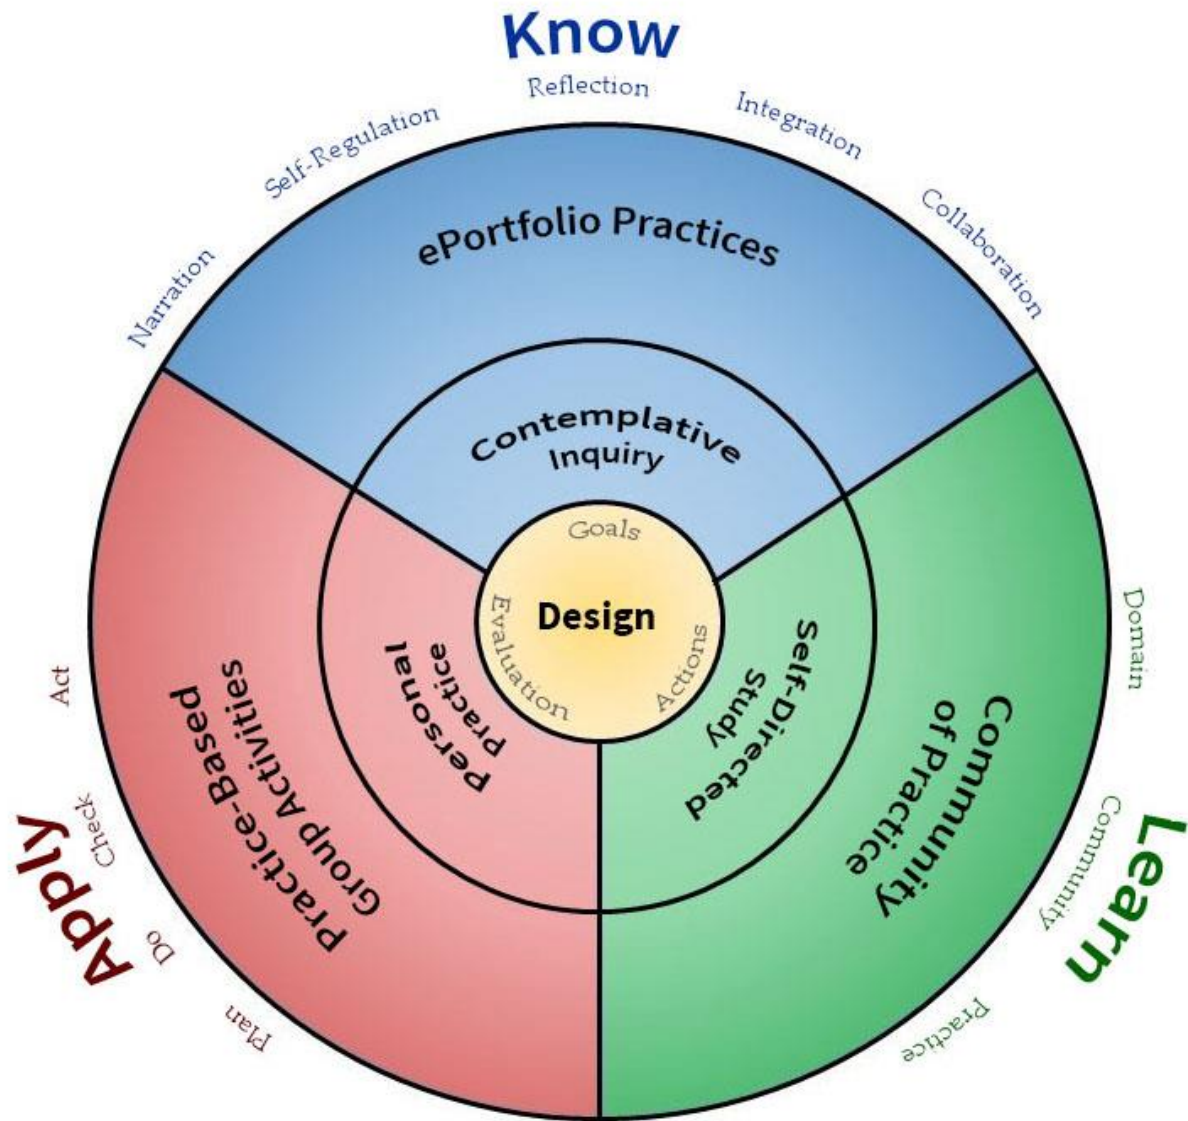 Know
Reflection
Integration
Self-Regulation
Collaboration
Narration
ePortfolio Practices
Contemplative
Inquiry
Goals
Design
Evaluation
Actions
Personal
Practice
Self-Directed
Study
Practice-Based
Group Activities
Community
of Practice
Domain
Community
Practice
Learn
Act
Check
Do
Plan
Apply